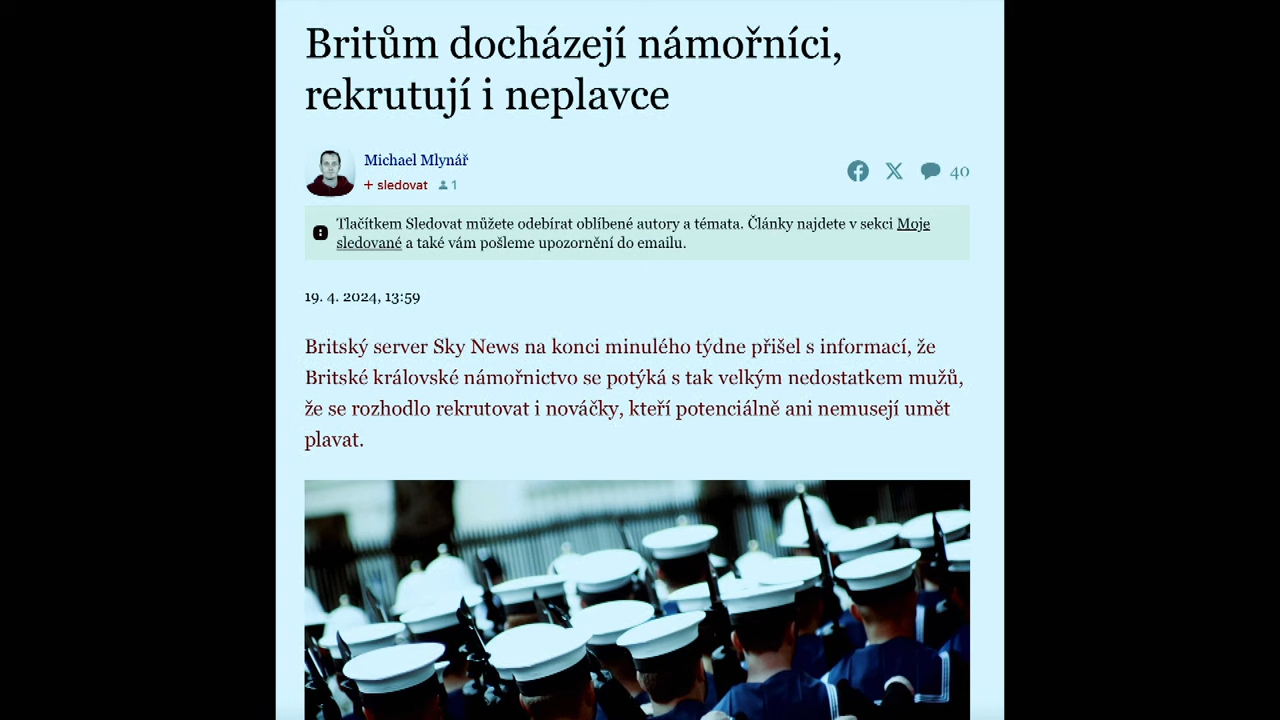 Britům docházejí námořníci,
rekrutují i neplavce
Michael Mlynář
+ sledovat 1
40
Tlačítkem Sledovat můžete odebírat oblíbené autory a témata. Články najdete v sekci Moje
sledované a také vám pošleme upozornění do emailu.
19. 4. 2024, 13:59
Britský server Sky News na konci minulého týdne přišel s informací, že
Britské královské námořnictvo se potýká s tak velkým nedostatkem mužů,
že se rozhodlo rekrutovat i nováčky, kteří potenciálně ani nemusejí umět
plavat.